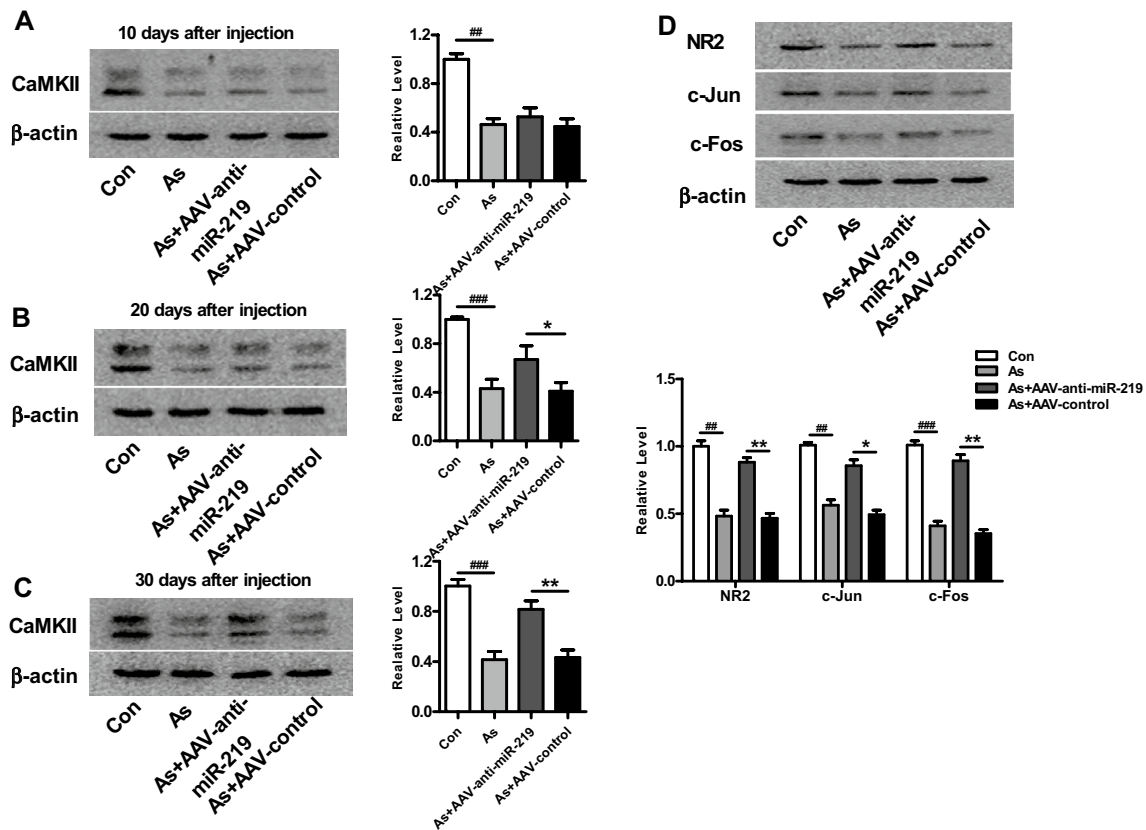 A
10 days after injection
CaMKII
β-actin
Con
As
As+AAV-anti-
miR-219
As+AAV-control
Realative Level
1.2
0.8
0.4
0.0
##
Con
As
As+AAV-anti-miR-219
As+AAV-control
B
20 days after injection
CaMKII
β-actin
Con
As
As+AAV-anti-
miR-219
As+AAV-control
Realative Level
1.2
0.8
0.4
0.0
###
*
Con
As
As+AAV-anti-miR-219
As+AAV-control
C
30 days after injection
CaMKII
β-actin
Con
As
As+AAV-anti-
miR-219
As+AAV-control
Realative Level
1.2
0.8
0.4
0.0
###
**
Con
As
As+AAV-anti-miR-219
As+AAV-control
D
NR2
c-Jun
c-Fos
β-actin
Con
As
As+AAV-anti-
miR-219
As+AAV-control
Con
As
As+AAV-anti-miR-219
As+AAV-control
Realative Level
1.5
1.0
0.5
0.0
## **
## *
### **
NR2 c-Jun c-Fos